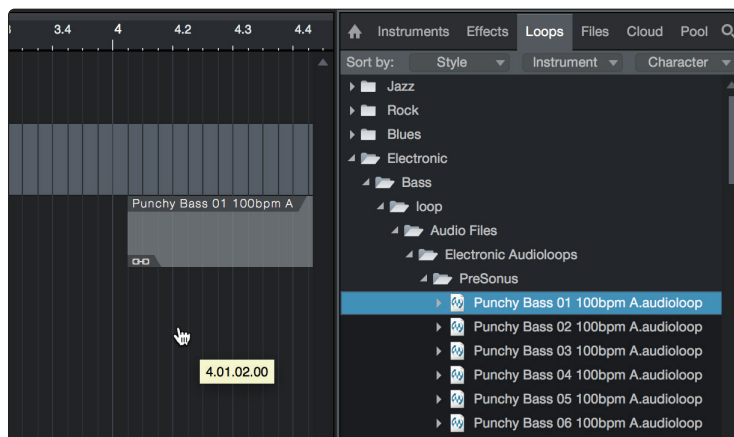 3.4 4 4.2 4.3 4.4
Punchy Bass 01 100bpm A
4.01.02.00
Instruments Effects Loops Files Cloud Pool
Sort by: Style Instrument Character
Jazz
Rock
Blues
Electronic
Bass
loop
Audio Files
Electronic Audioloops
PreSonus
Punchy Bass 01 100bpm A.audioloop
Punchy Bass 02 100bpm A.audioloop
Punchy Bass 03 100bpm A.audioloop
Punchy Bass 04 100bpm A.audioloop
Punchy Bass 05 100bpm A.audioloop
Punchy Bass 06 100bpm A.audioloop